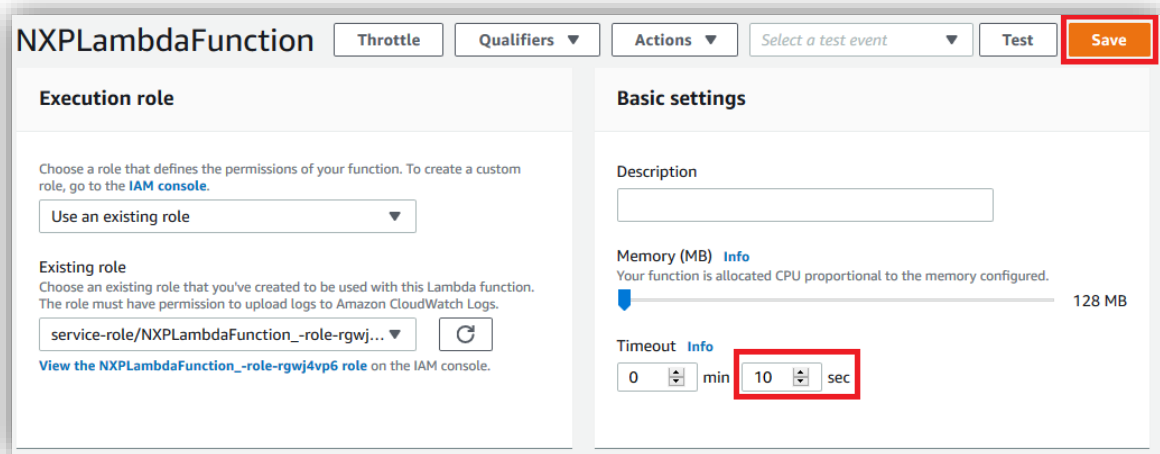 NXPLambdaFunction
Throttle
Qualifiers
Actions
Select a test event
Test
Save
Execution role
Choose a role that defines the permissions of your function. To create a custom
role, go to the IAM console.
Use an existing role
Existing role
Choose an existing role that you've created to be used with this Lambda function.
The role must have permission to upload logs to Amazon CloudWatch Logs.
service-role/NXPLambdaFunction_-role-rgwj...
View the NXPLambdaFunction_-role-rgwj4vp6 role on the IAM console.
Basic settings
Description
Memory (MB) Info
Your function is allocated CPU proportional to the memory configured.
128 MB
Timeout Info
0 min 10 sec